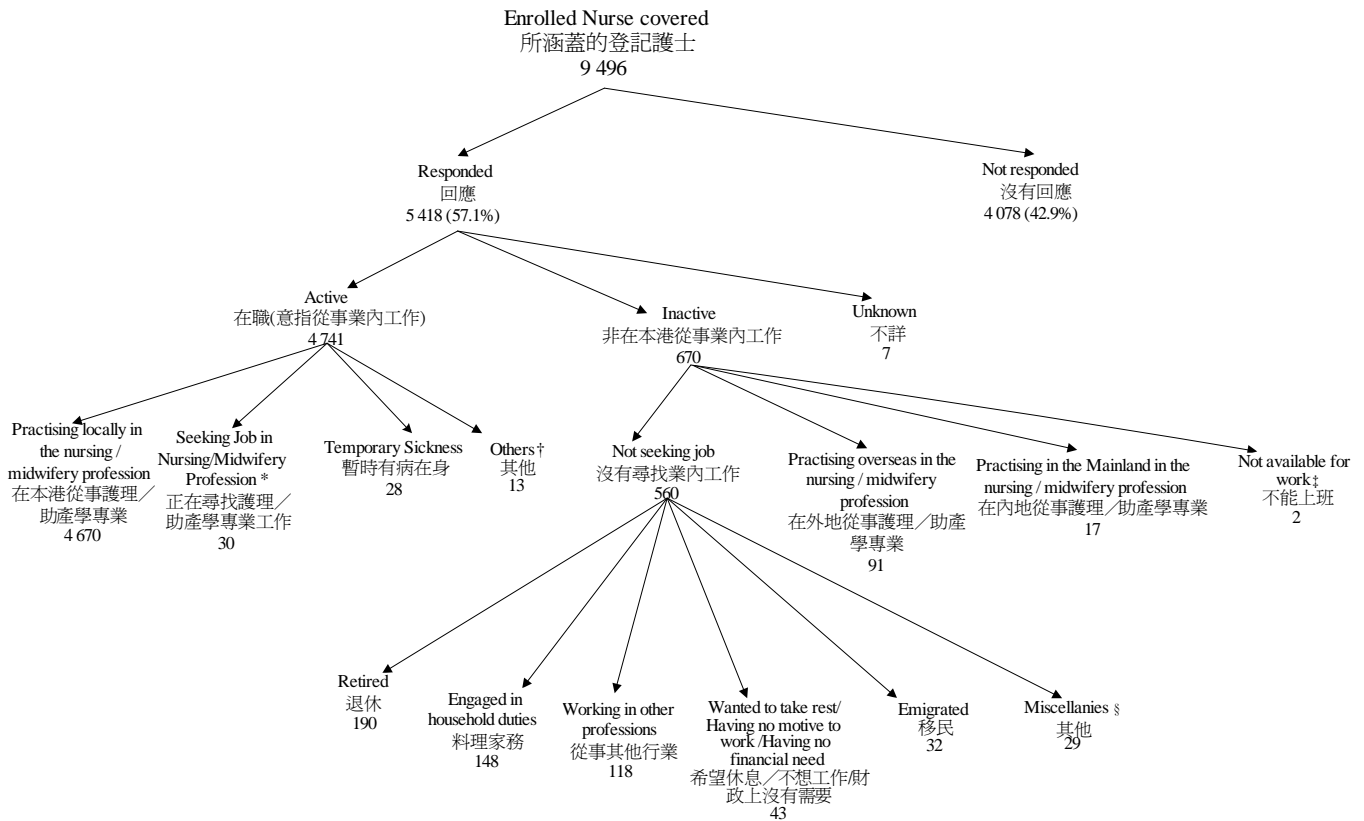 Enrolled Nurse covered
所涵蓋的登記護士
9 496
Responded
回應
5 418 (57.1%)
Not responded
沒有回應
4 078 (42.9%)
Active
在職(意指從事業內工作)
4 741
Inactive
非在本港從事業內工作
670
Unknown
不詳
7
Practising locally in
the nursing /
midwifery profession
在本港從事護理／
助產學專業
4 670
Seeking Job in
Nursing/Midwifery
Profession *
正在尋找護理／
助產學專業工作
30
Temporary Sickness
暫時有病在身
28
Others †
其他
13
Not seeking job
沒有尋找業內工作
560
Practising overseas in the
nursing / midwifery
profession
在外地從事護理／助產
學專業
91
Practising in the Mainland in the
nursing / midwifery profession
在內地從事護理／助產學專業
17
Not available for
work‡
不能上班
2
Retired
退休
190
Engaged in
household duties
料理家務
148
Working in other
professions
從事其他行業
118
Wanted to take rest/
Having no motive to
work /Having no
financial need
希望休息／不想工作/財
政上沒有需要
43
Emigrated
移民
32
Miscellanies §
其他
29